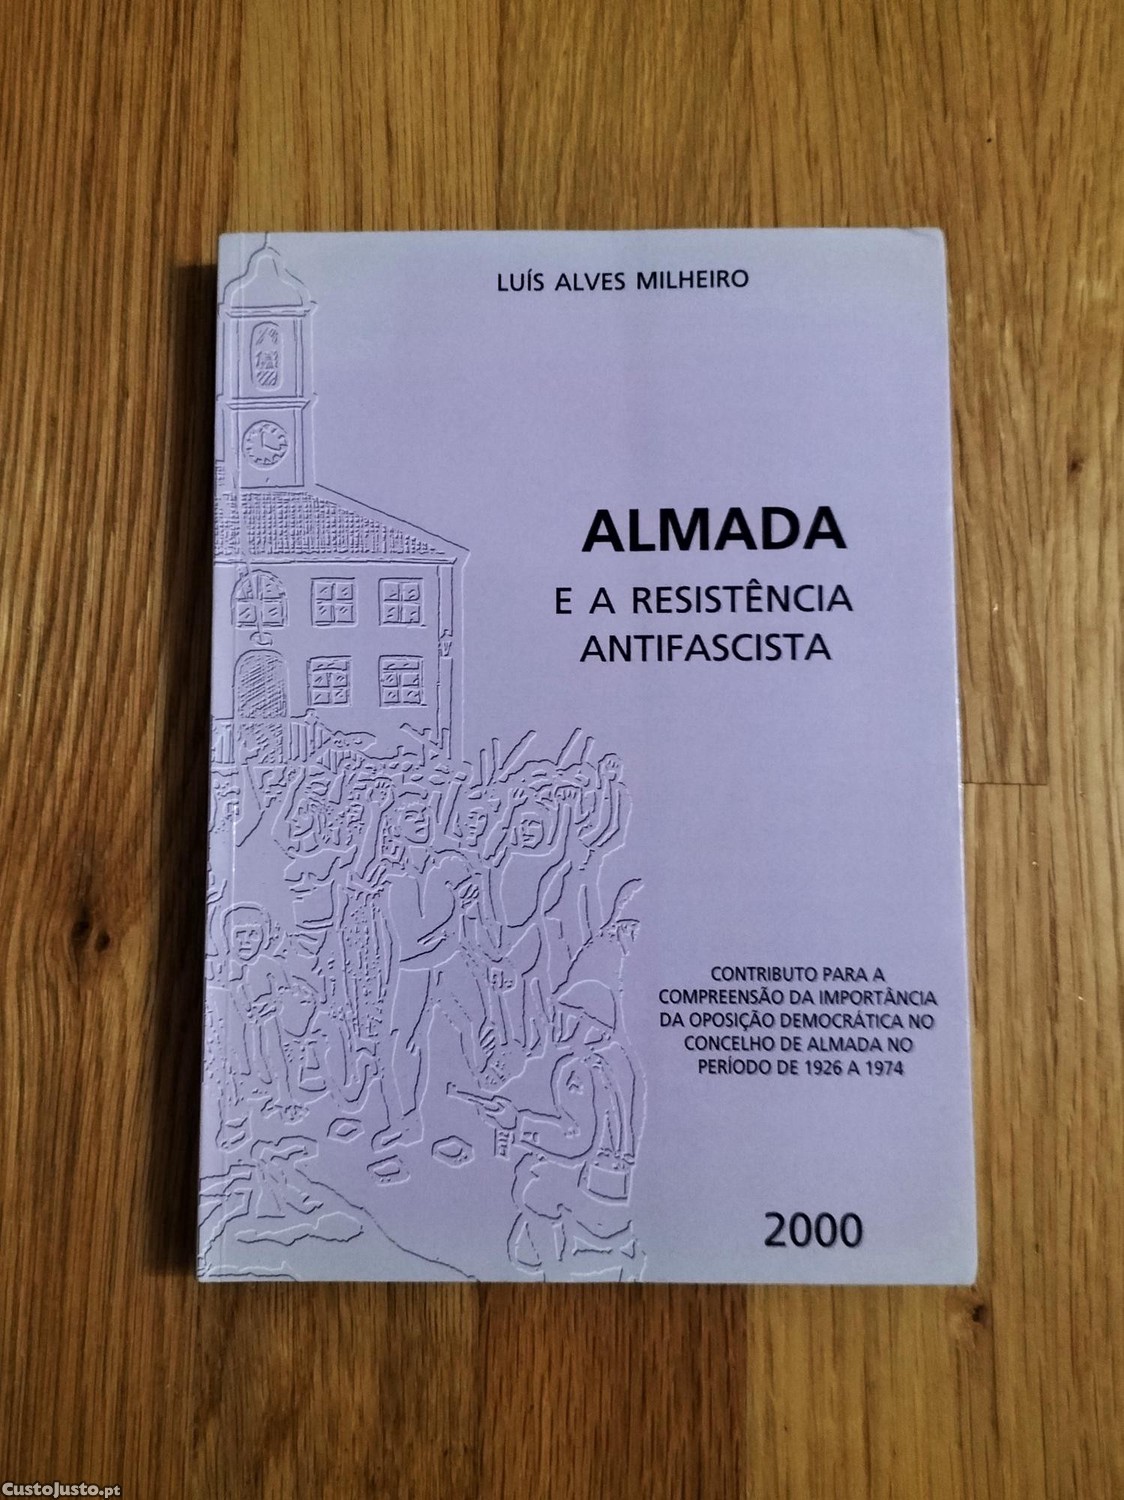 LUÍS ALVES MILHEIRO
ALMADA
E A RESISTÊNCIA
ANTIFASCISTA
CONTRIBUTO PARA A
COMPREENSÃO DA IMPORTÂNCIA
DA OPOSIÇÃO DEMOCRÁTICA NO
CONCELHO DE ALMADA NO
PERÍODO DE 1926 A 1974
2000
CustoJusto.pt